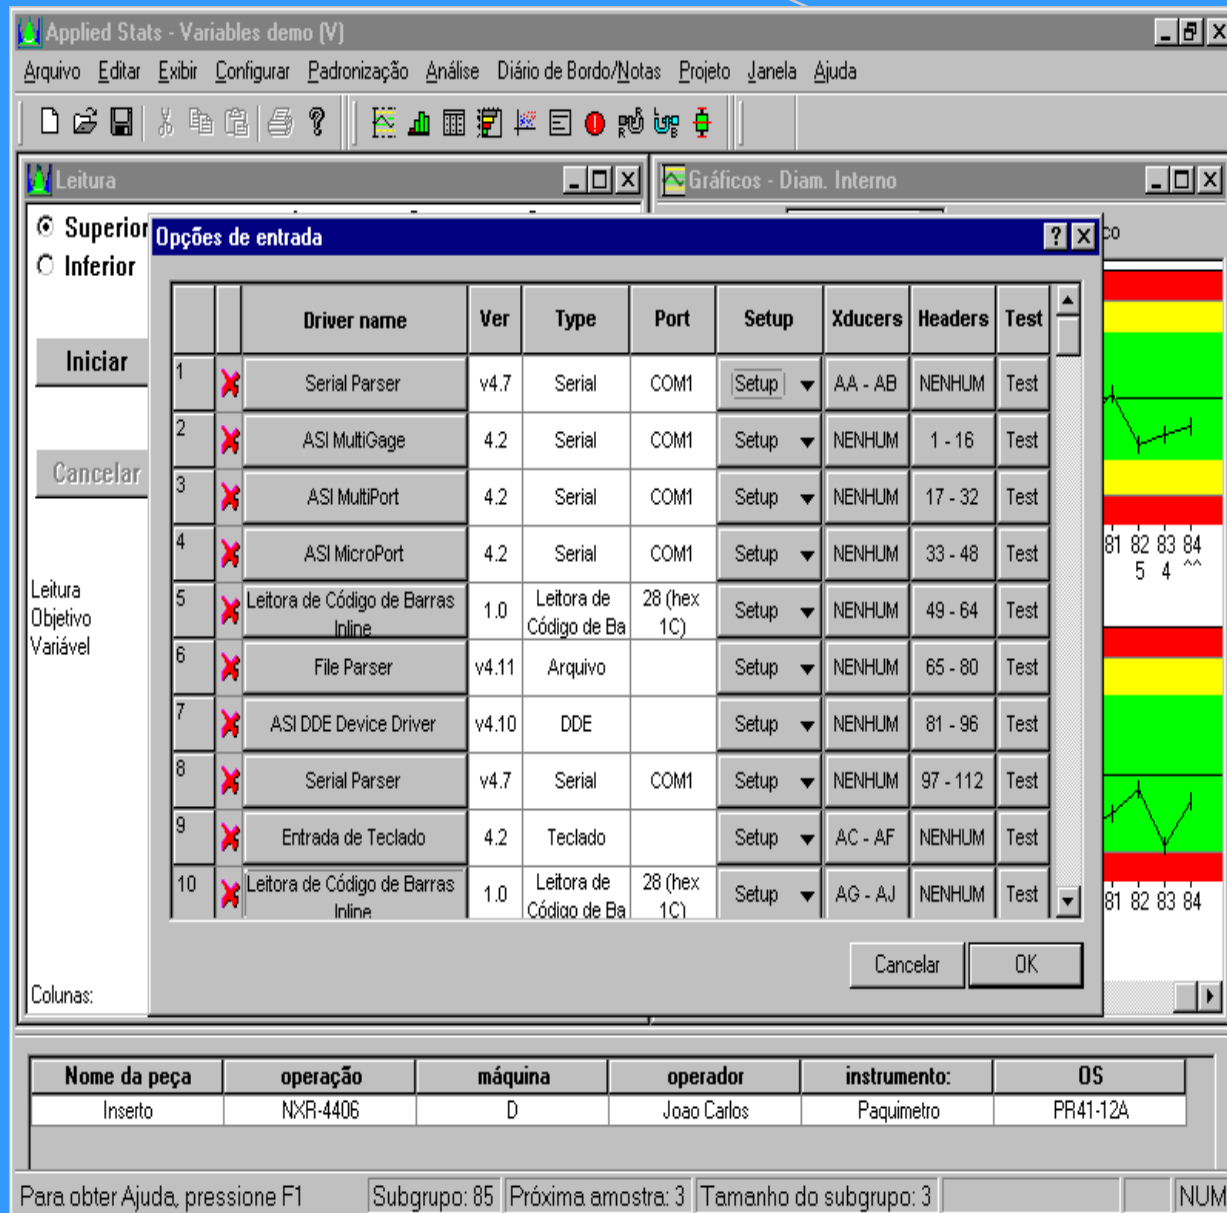 Applied Stats - Variables demo (V)
Arquivo Editar Exibir Configurar Padronização Análise Diário de Bordo/Notas Projeto Janela Ajuda
Leitura
Gráficos - Diam. Interno
Superior
Inferior
Iniciar
Cancelar
Leitura
Objetivo
Variável
Colunas:
Opções de entrada
Driver name Ver Type Port Setup Xducers Headers Test
1 Serial Parser v4.7 Serial COM1 Setup AA - AB NENHUM Test
2 ASI MultiGage 4.2 Serial COM1 Setup NENHUM 1 - 16 Test
3 ASI MultiPort 4.2 Serial COM1 Setup NENHUM 17 - 32 Test
4 ASI MicroPort 4.2 Serial COM1 Setup NENHUM 33 - 48 Test
5 Leitora de Código de Barras Inline 1.0 Leitora de Código de Ba 28 (hex 1C) Setup NENHUM 49 - 64 Test
6 File Parser v4.11 Arquivo Setup NENHUM 65 - 80 Test
7 ASI DDE Device Driver v4.10 DDE Setup NENHUM 81 - 96 Test
8 Serial Parser v4.7 Serial COM1 Setup NENHUM 97 - 112 Test
9 Entrada de Teclado 4.2 Teclado Setup AC - AF NENHUM Test
10 Leitora de Código de Barras Inline 1.0 Leitora de Código de Ba 28 (hex 1C) Setup AG - AJ NENHUM Test
Cancelar OK
co
81 82 83 84
5 4 ^^
81 82 83 84
Nome da peça operação máquina operador instrumento: OS
Inserto NXR-4406 D Joao Carlos Paquimetro PR41-12A
Para obter Ajuda, pressione F1 Subgrupo: 85 Próxima amostra: 3 Tamanho do subgrupo: 3 NUM